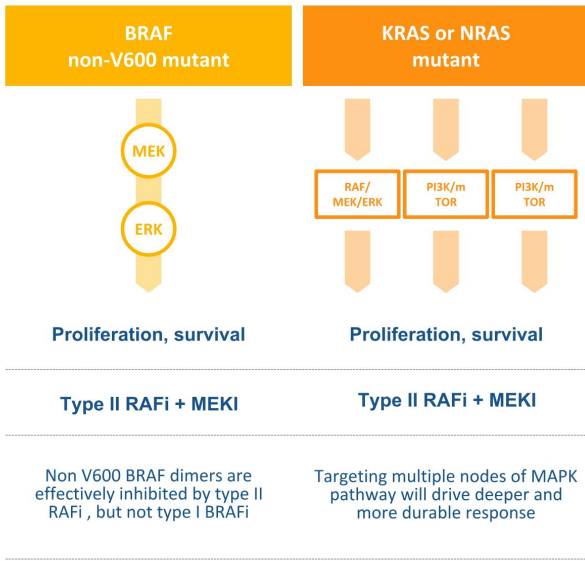 BRAF
non-V600 mutant
MEK
ERK
Proliferation, survival
Type II RAFi + MEKI
Non V600 BRAF dimers are
effectively inhibited by type II
RAFi , but not type I BRAFi
KRAS or NRAS
mutant
RAF/
MEK/ERK
PI3K/m
TOR
PI3K/m
TOR
Proliferation, survival
Type II RAFi + MEKI
Targeting multiple nodes of MAPK
pathway will drive deeper and
more durable response